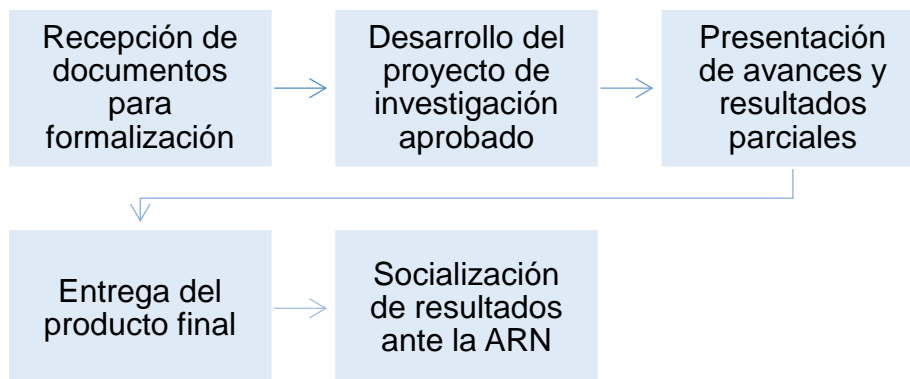 Recepción de
documentos
para
formalización
Desarrollo del
proyecto de
investigación
aprobado
Presentación
de avances y
resultados
parciales
Entrega del
producto final
Socialización
de resultados
ante la ARN